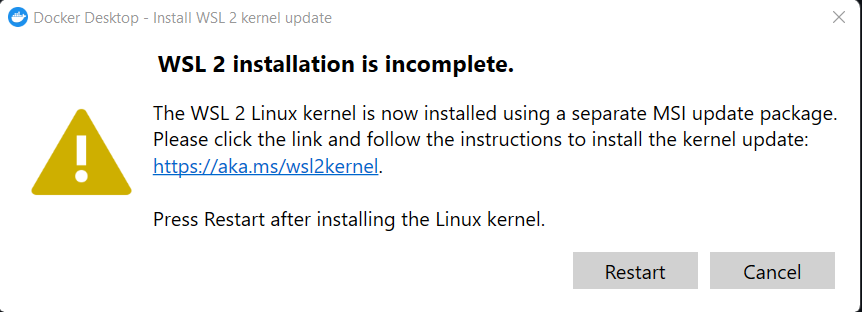 Docker Desktop - Install WSL 2 kernel update
WSL 2 installation is incomplete.
The WSL 2 Linux kernel is now installed using a separate MSI update package.
Please click the link and follow the instructions to install the kernel update:
https://aka.ms/wsl2kernel.
Press Restart after installing the Linux kernel.
Restart
Cancel